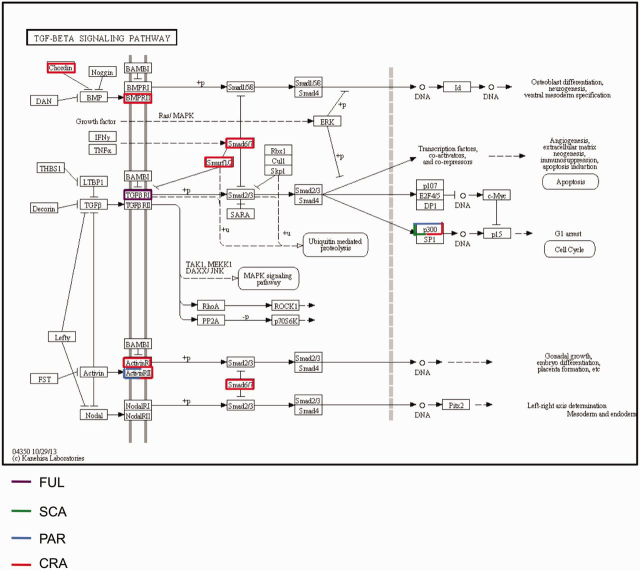 TGF-BETA SIGNALING PATHWAY
Chordin
Noggin
DAN
BMP
BAMBI
BMPRI
BMPRII
+p
Smad1/5/8
Smad1/5/8
Smad4
DNA
Id
DNA
Osteoblast differentiation,
neurogenesis,
ventral mesoderm specification
Growth factor
Ras/ MAPK
ERK
+p
+p
IFNγ
TNFα
Smad6/7
Smurf1/2
Rbx1
Cul1
Skp1
Transcription factors,
co-activators,
and co-repressors
Angiogenesis,
extracellular matrix
neogenesis,
immunosuppression,
apoptosis induction
Apoptosis
THBS1
LTBP1
Decorin
TGFβ
BAMBI
TGFβ RI
TGFβ RII
+p
Smad2/3
SARA
Smad2/3
Smad4
+u
+u
Ubiquitin mediated
proteolysis
p107
E2F4/5
DP1
DNA
c-Myc
p300
SP1
DNA
p15
G1 arrest
Cell Cycle
TAK1, MEKK1
DAXX/ JNK
MAPK signaling
pathway
RhoA
ROCK1
PP2A
-p
p70S6K
Lefty
FST
Activin
Nodal
BAMBI
ActivinRI
ActivinRII
+p
Smad2/3
Smad2/3
Smad4
DNA
Gonadal growth,
embryo differentiation,
placenta formation, etc
Smad6/7
NodalRI
NodalRII
+p
Smad2/3
Smad2/3
Smad4
DNA
Pitx2
Left-right axis determination
Mesoderm and endoderm
04350 10/29/13
(c) Kanehisa Laboratories
FUL
SCA
PAR
CRA